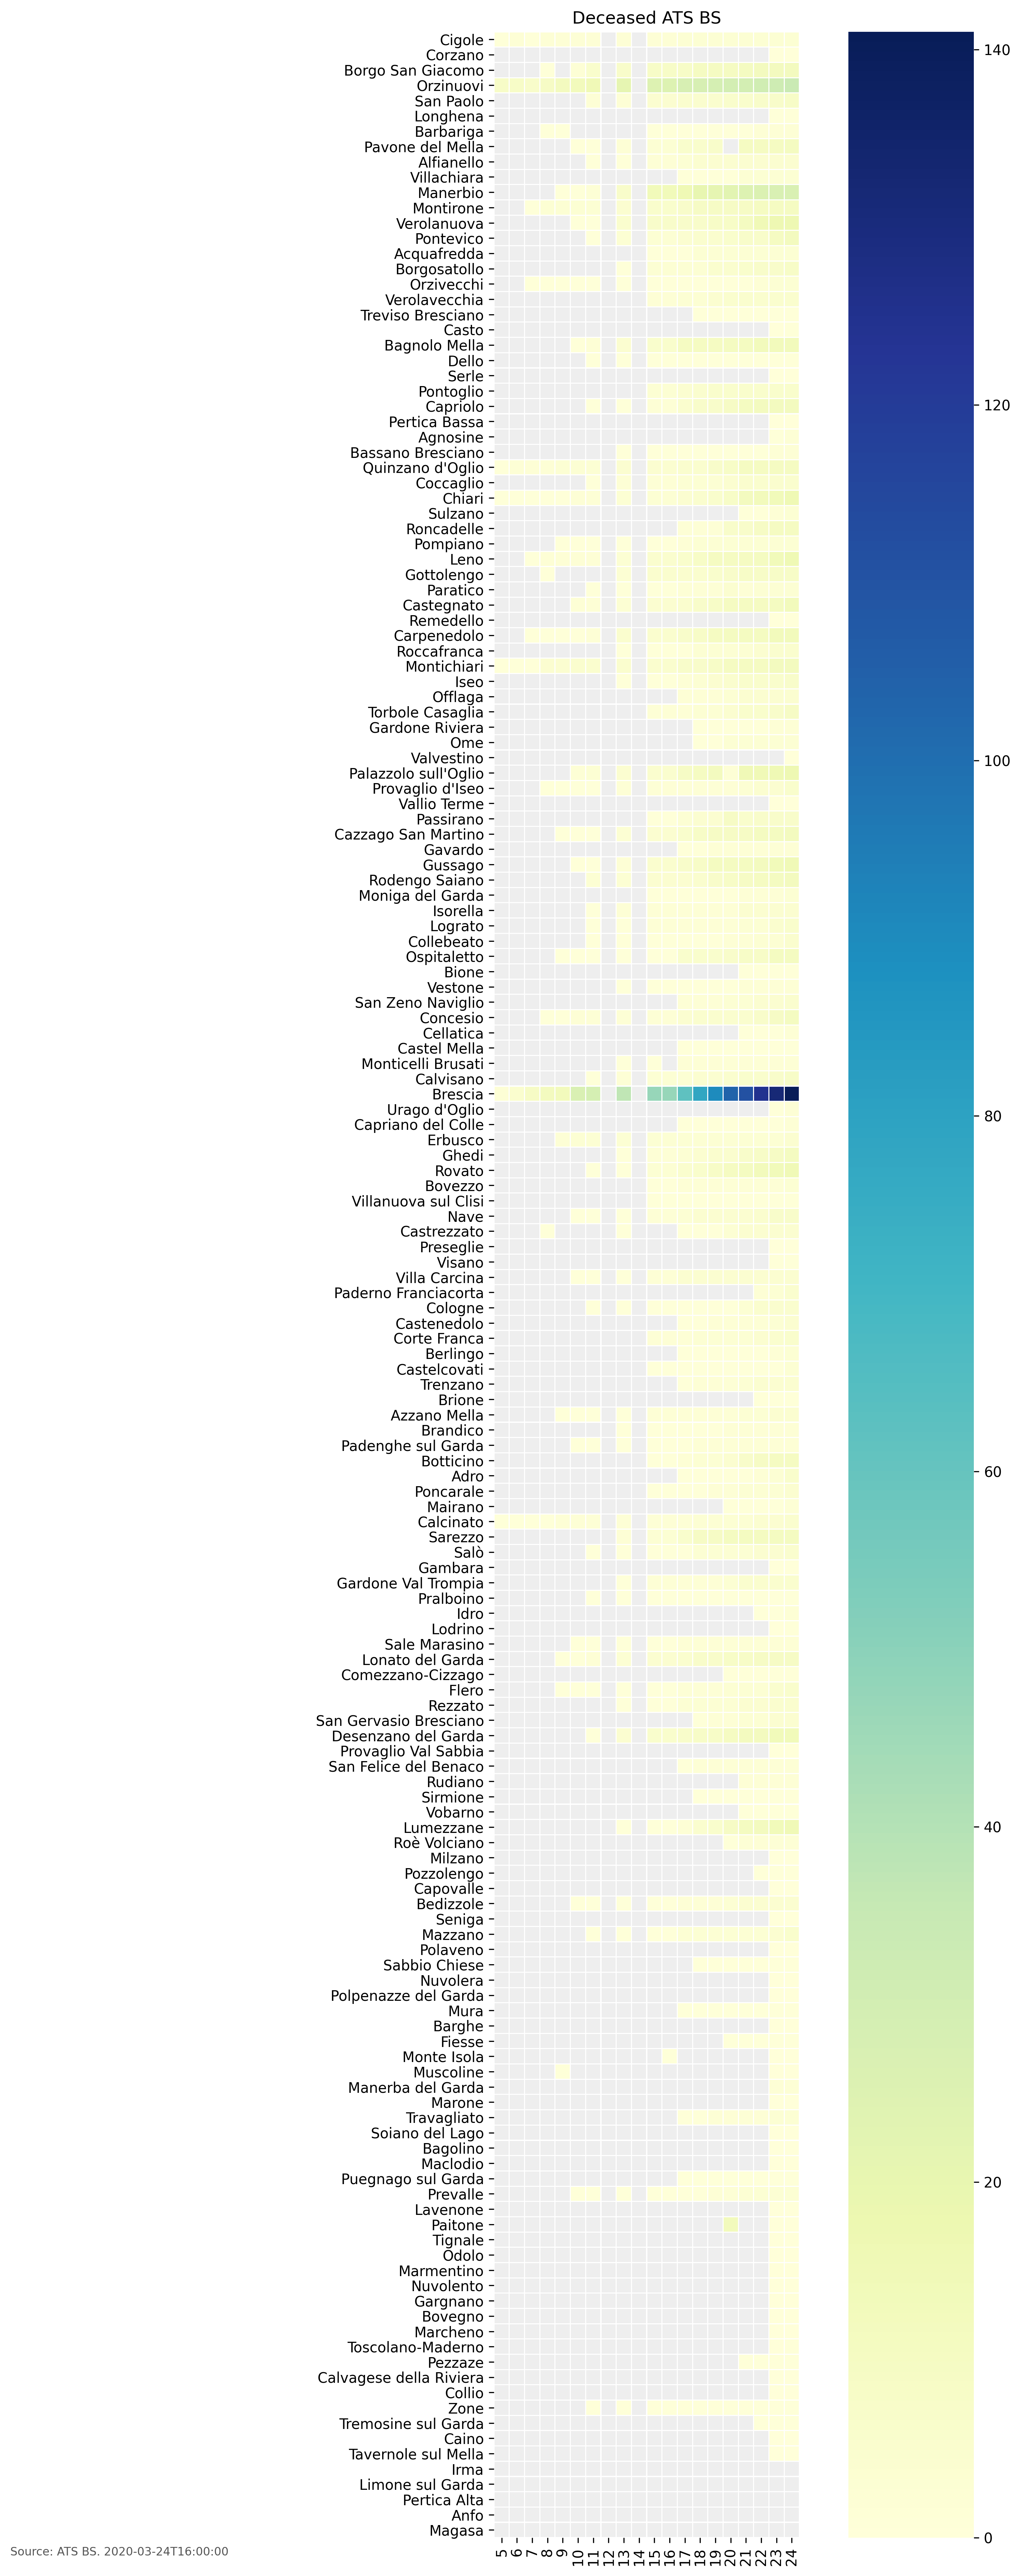 Deceased ATS BS
Cigole
Corzano
Borgo San Giacomo
Orzinuovi
San Paolo
Longhena
Barbariga
Pavone del Mella
Alfianello
Villachiara
Manerbio
Montirone
Verolanuova
Pontevico
Acquafredda
Borgosatollo
Orzivecchi
Verolavecchia
Treviso Bresciano
Casto
Bagnolo Mella
Dello
Serle
Pontoglio
Capriolo
Pertica Bassa
Agnosine
Bassano Bresciano
Quinzano d'Oglio
Coccaglio
Chiari
Sulzano
Roncadelle
Pompiano
Leno
Gottolengo
Paratico
Castegnato
Remedello
Carpenedolo
Roccafranca
Montichiari
Iseo
Offlaga
Torbole Casaglia
Gardone Riviera
Ome
Valvestino
Palazzolo sull'Oglio
Provaglio d'Iseo
Vallio Terme
Passirano
Cazzago San Martino
Gavardo
Gussago
Rodengo Saiano
Moniga del Garda
Isorella
Lograto
Collebeato
Ospitaletto
Bione
Vestone
San Zeno Naviglio
Concesio
Cellatica
Castel Mella
Monticelli Brusati
Calvisano
Brescia
Urago d'Oglio
Capriano del Colle
Erbusco
Ghedi
Rovato
Bovezzo
Villanuova sul Clisi
Nave
Castrezzato
Preseglie
Visano
Villa Carcina
Paderno Franciacorta
Cologne
Castenedolo
Corte Franca
Berlingo
Castelcovati
Trenzano
Brione
Azzano Mella
Brandico
Padenghe sul Garda
Botticino
Adro
Poncarale
Mairano
Calcinato
Sarezzo
Salò
Gambara
Gardone Val Trompia
Pralboino
Idro
Lodrino
Sale Marasino
Lonato del Garda
Comezzano-Cizzago
Flero
Rezzato
San Gervasio Bresciano
Desenzano del Garda
Provaglio Val Sabbia
San Felice del Benaco
Rudiano
Sirmione
Vobarno
Lumezzane
Roè Volciano
Milzano
Pozzolengo
Capovalle
Bedizzole
Seniga
Mazzano
Polaveno
Sabbio Chiese
Nuvolera
Polpenazze del Garda
Mura
Barghe
Fiesse
Monte Isola
Muscoline
Manerba del Garda
Marone
Travagliato
Soiano del Lago
Bagolino
Maclodio
Puegnago sul Garda
Prevalle
Lavenone
Paitone
Tignale
Odolo
Marmentino
Nuvolento
Gargnano
Bovegno
Marcheno
Toscolano-Maderno
Pezzaze
Calvagese della Riviera
Collio
Zone
Tremosine sul Garda
Caino
Tavernole sul Mella
Irma
Limone sul Garda
Pertica Alta
Anfo
Magasa
5 6 7 8 9 10 11 12 13 14 15 16 17 18 19 20 21 22 23 24
140
120
100
80
60
40
20
0
Source: ATS BS. 2020-03-24T16:00:00